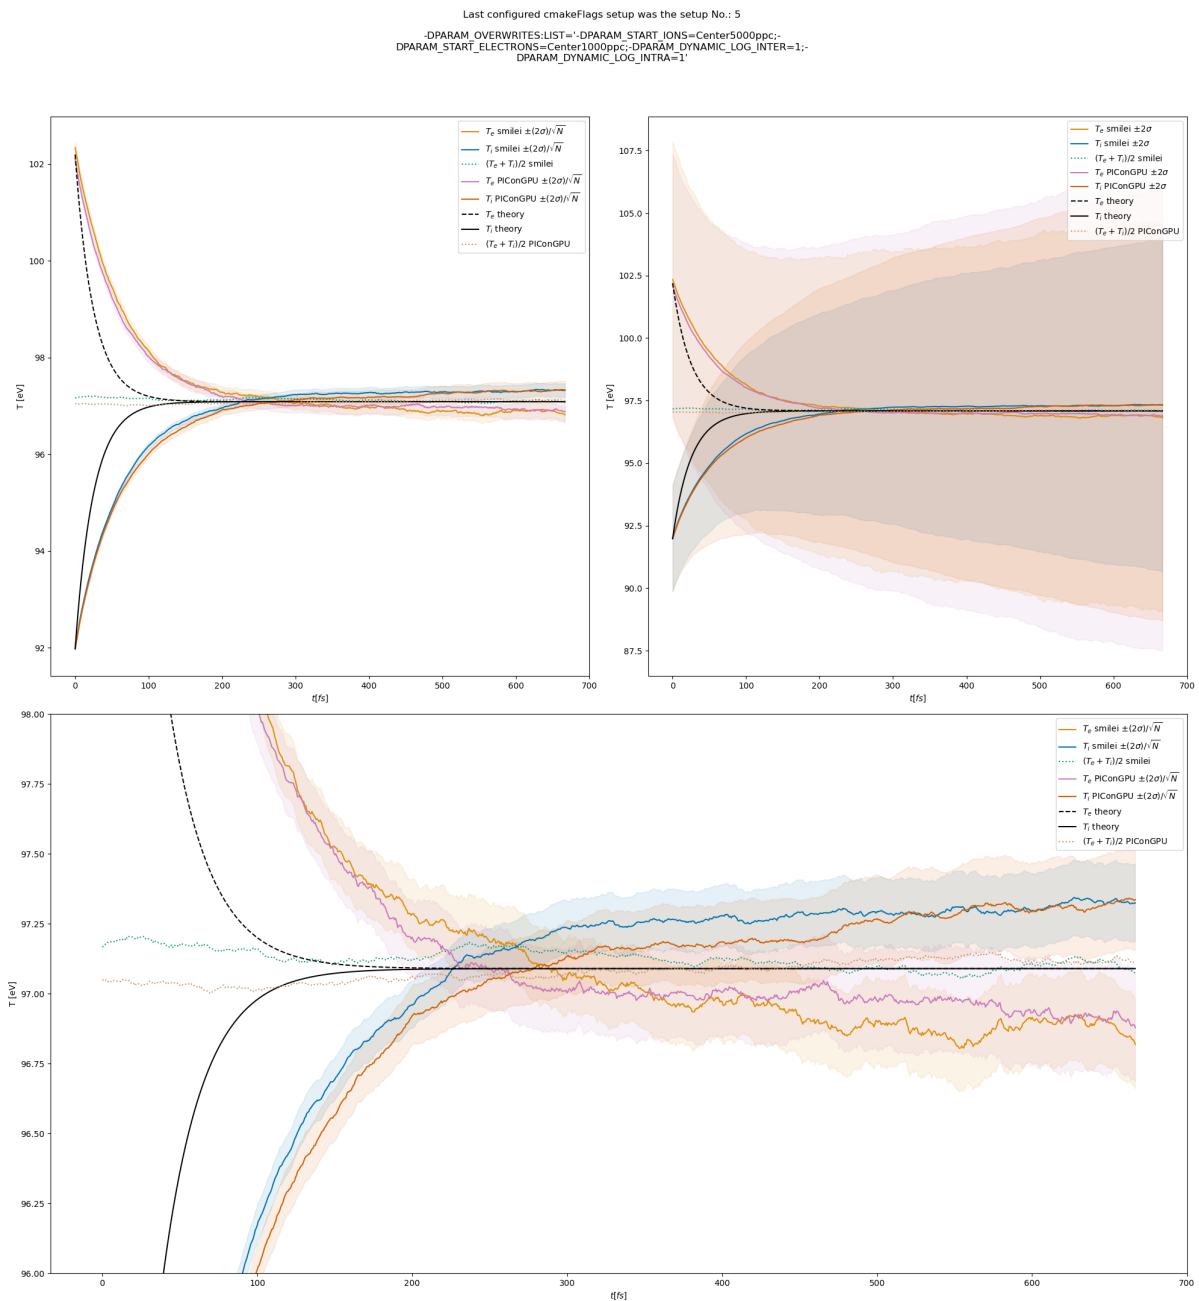 Last configured cmakeFlags setup was the setup No.: 5
-DPARAM_OVERWRITES:LIST='-DPARAM_START_IONS=Center5000ppc;-
DPARAM_START_ELECTRONS=Center1000ppc;-DPARAM_DYNAMIC_LOG_INTER=1;-
DPARAM_DYNAMIC_LOG_INTRA=1'
T [eV]
102
100
98
96
94
92
0 100 200 300 400 500 600 700
t[fs]
T_e smilei ±(2σ)/√N
T_i smilei ±(2σ)/√N
(T_e + T_i)/2 smilei
T_e PIConGPU ±(2σ)/√N
T_i PIConGPU ±(2σ)/√N
T_e theory
T_i theory
(T_e + T_i)/2 PIConGPU
T [eV]
107.5
105.0
102.5
100.0
97.5
95.0
92.5
90.0
87.5
0 100 200 300 400 500 600 700
t[fs]
T_e smilei ±2σ
T_i smilei ±2σ
(T_e + T_i)/2 smilei
T_e PIConGPU ±2σ
T_i PIConGPU ±2σ
T_e theory
T_i theory
(T_e + T_i)/2 PIConGPU
T [eV]
98.00
97.75
97.50
97.25
97.00
96.75
96.50
96.25
96.00
0 100 200 300 400 500 600 700
t[fs]
T_e smilei ±(2σ)/√N
T_i smilei ±(2σ)/√N
(T_e + T_i)/2 smilei
T_e PIConGPU ±(2σ)/√N
T_i PIConGPU ±(2σ)/√N
T_e theory
T_i theory
(T_e + T_i)/2 PIConGPU